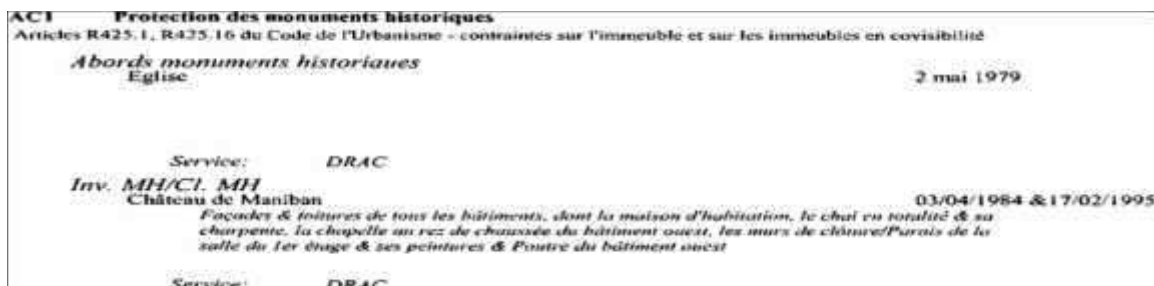 AC1 Protection des monuments historiques
Articles R425.1, R425.16 du Code de l'Urbanisme - contraintes sur l'immeuble et sur les immeubles en covisibilité
Abords monuments historiques
Eglise 2 mai 1979
Service: DRAC
Inv. MH/Cl. MH
Château de Maniban 03/04/1984 &17/02/1995
Façades & toitures de tous les bâtiments, dont la maison d'habitation, le chai en totalité & sa
charpente, la chapelle au rez de chaussée du bâtiment ouest, les murs de clôture/Parois de la
salle du 1er étage & ses peintures & Poutre du bâtiment ouest
Service: DRAC